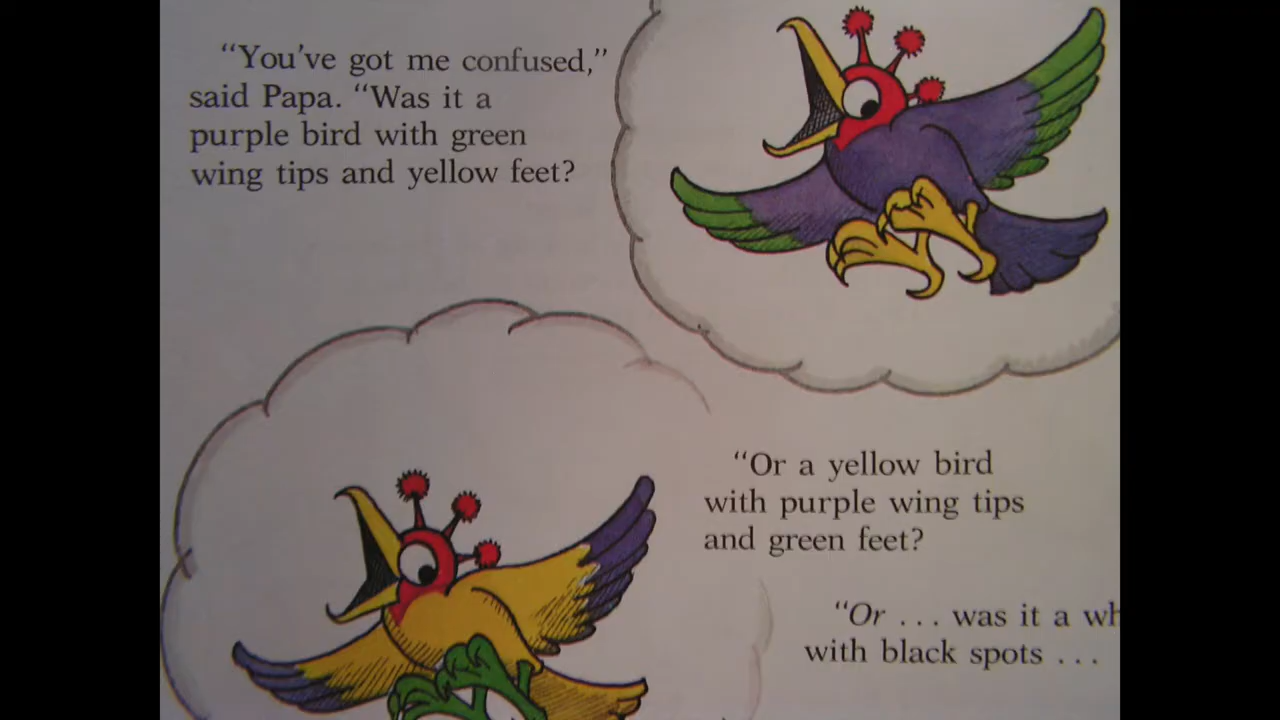 “You’ve got me confused,”
said Papa. “Was it a
purple bird with green
wing tips and yellow feet?
“Or a yellow bird
with purple wing tips
and green feet?
“Or . . . was it a
with black spots . . .